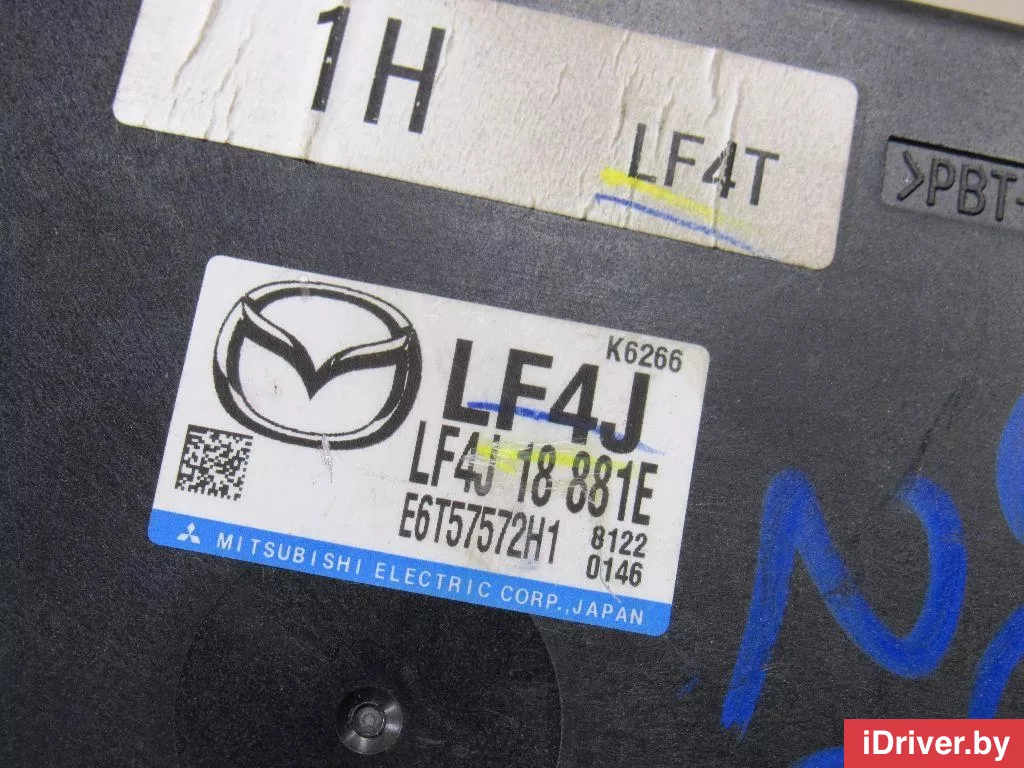 1H
LF4T
>PBT-
K6266
LF4J
LF4J 18 881E
E6T57572H1 8122
0146
MITSUBISHI ELECTRIC CORP.,JAPAN
iDriver.by